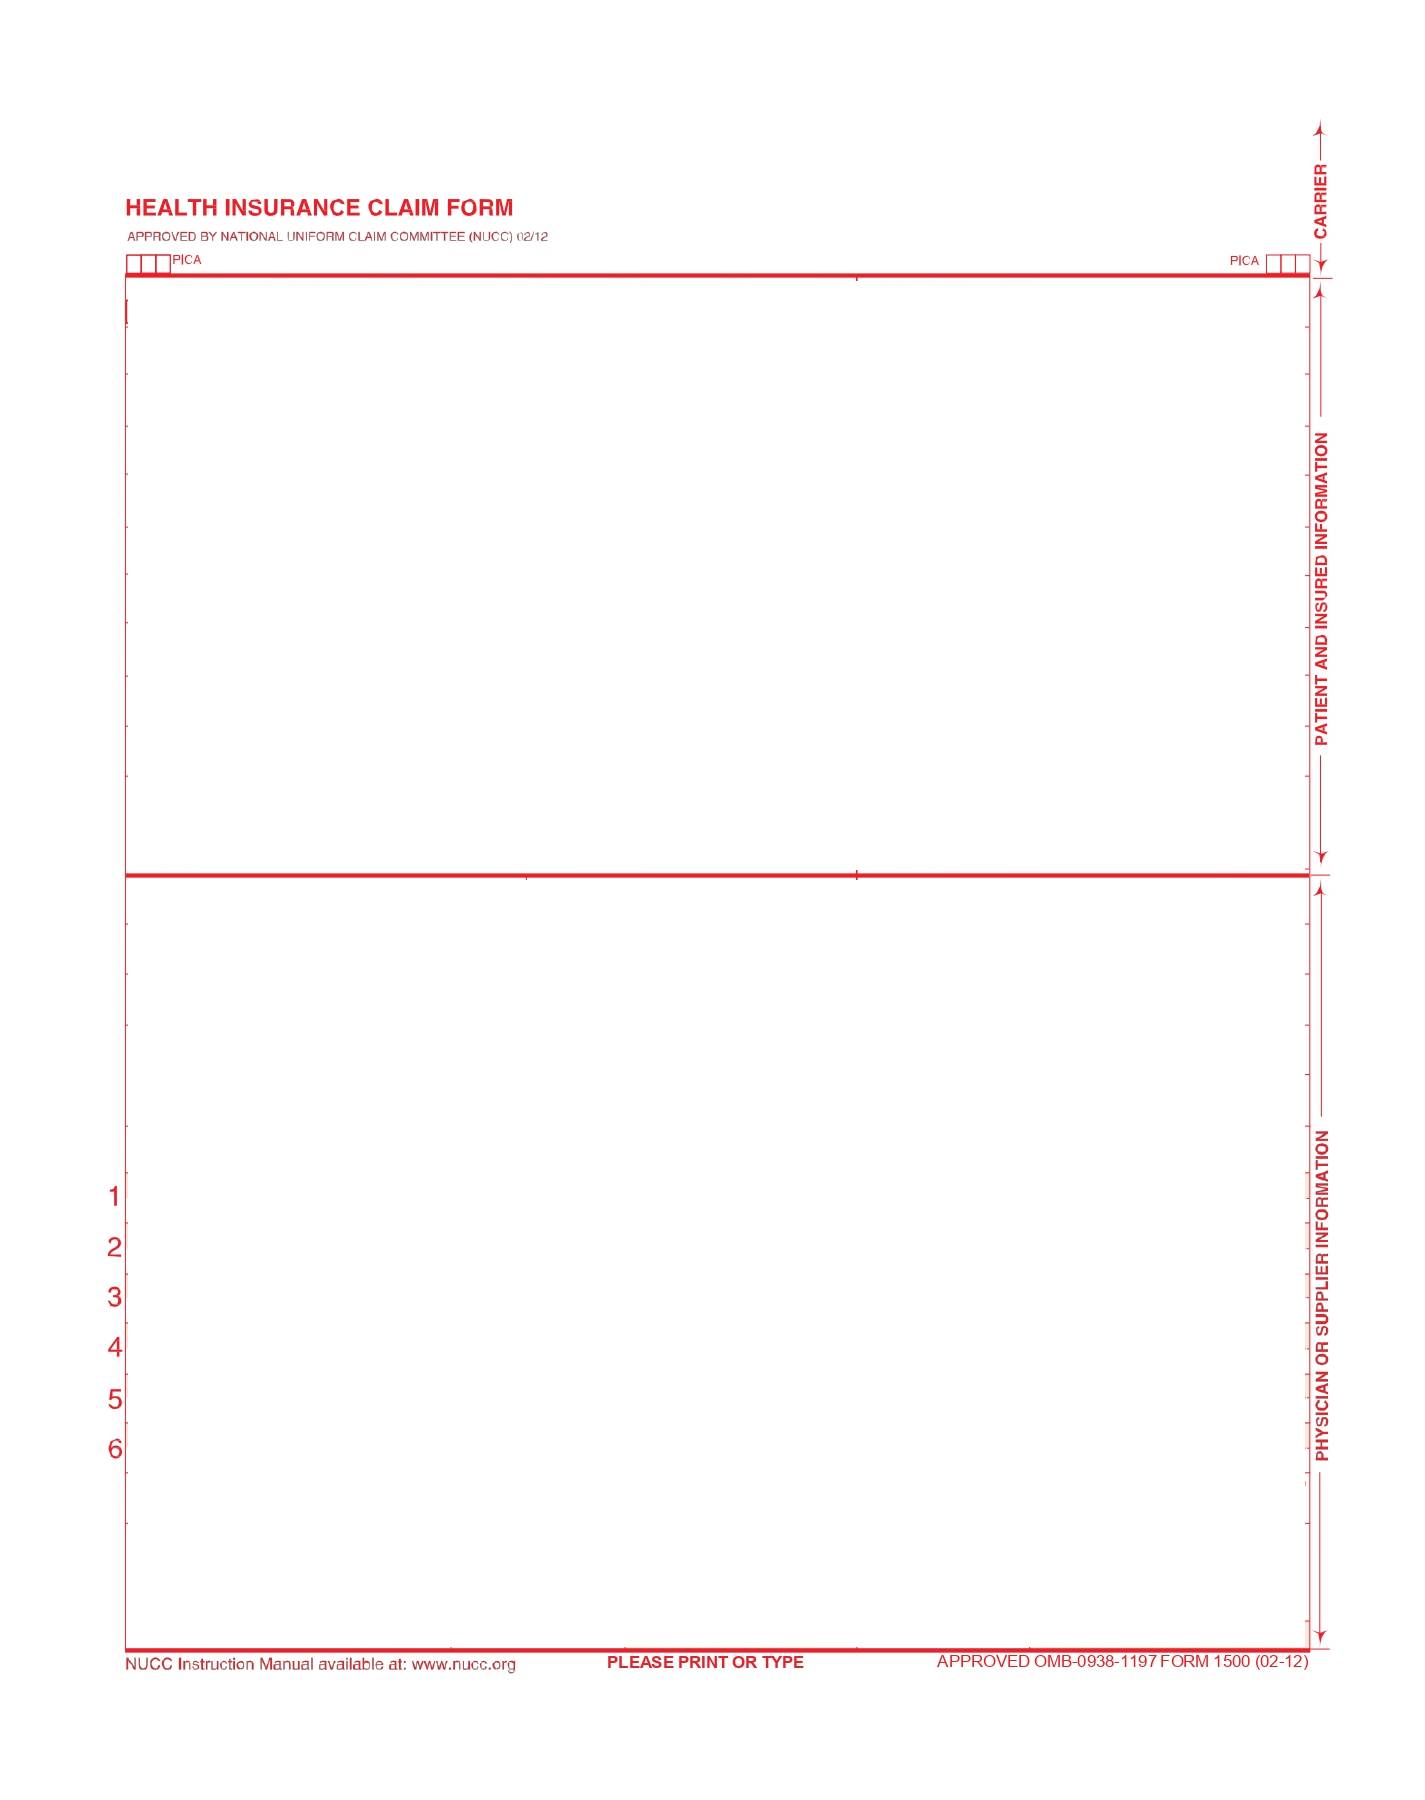 CARRIER
HEALTH INSURANCE CLAIM FORM
APPROVED BY NATIONAL UNIFORM CLAIM COMMITTEE (NUCC) 02/12
PICA
PICA
PATIENT AND INSURED INFORMATION
PHYSICIAN OR SUPPLIER INFORMATION
1
2
3
4
5
6
NUCC Instruction Manual available at: www.nucc.org
PLEASE PRINT OR TYPE
APPROVED OMB-0938-1197 FORM 1500 (02-12)